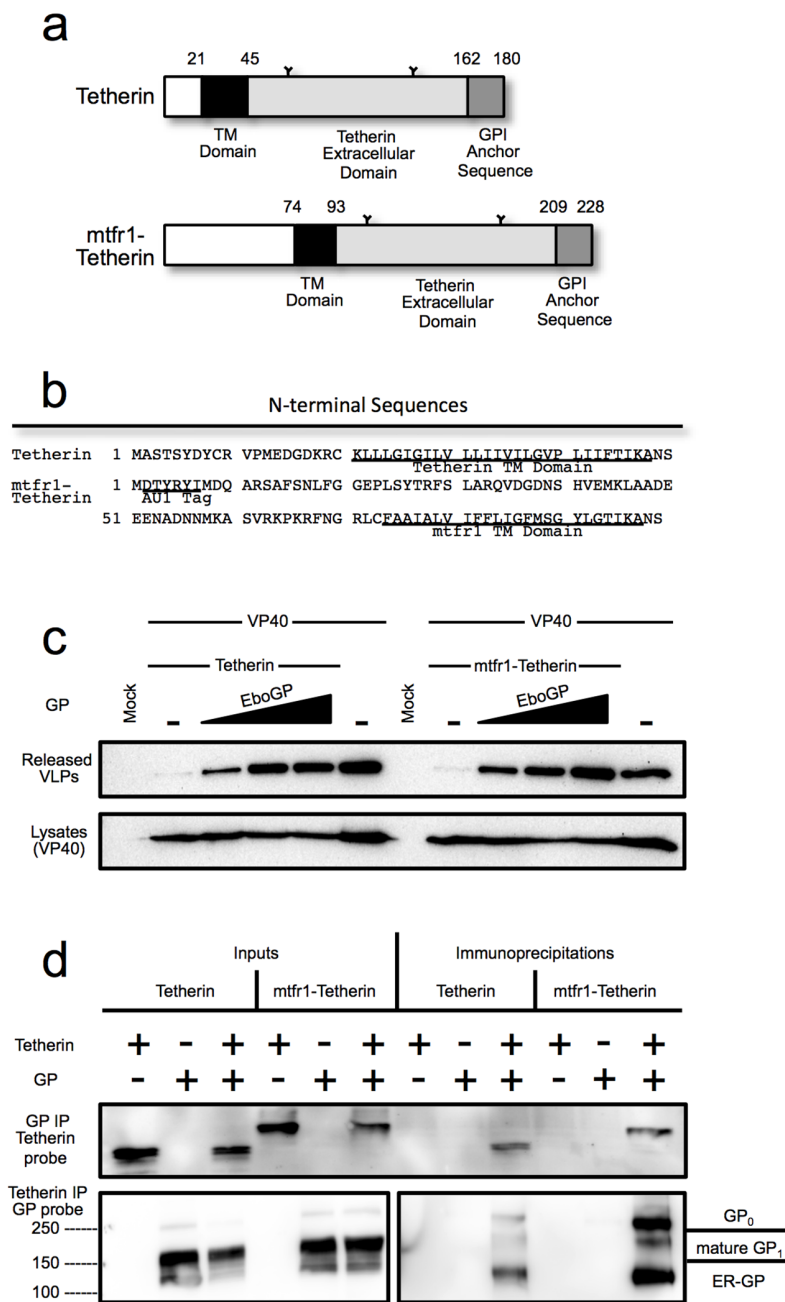 a
21 45 162 180
Tetherin
TM Domain
Tetherin Extracellular Domain
GPI Anchor Sequence
74 93 209 228
mtfr1-Tetherin
TM Domain
Tetherin Extracellular Domain
GPI Anchor Sequence
b
N-terminal Sequences
Tetherin 1 MASTSYDYCR VPMEDGDKRC KLLLGIGILV LLIIVILGVP LIIFTIKANS
Tetherin TM Domain
mtfr1-Tetherin 1 MDTYRYIMDQ ARSAFSNLFG GEPLSYTRFS LARQVDGDNS HVEMKLAADE
AU1 Tag
51 EENADNNMKA SVRKPKRFNG RLCFAAIALV IFFLIGFMSG YLGTIKANS
mtfr1 TM Domain
c
VP40 VP40
Tetherin mtfr1-Tetherin
GP Mock - EboGP - Mock - EboGP -
Released VLPs
Lysates (VP40)
d
Inputs Immunoprecipitations
Tetherin mtfr1-Tetherin Tetherin mtfr1-Tetherin
Tetherin + - + + - + + - + + - +
GP - + + - + + - + + - + +
GP IP Tetherin probe
Tetherin IP GP probe
250 ------
150 ------
100 ------
GP0
mature GP1
ER-GP